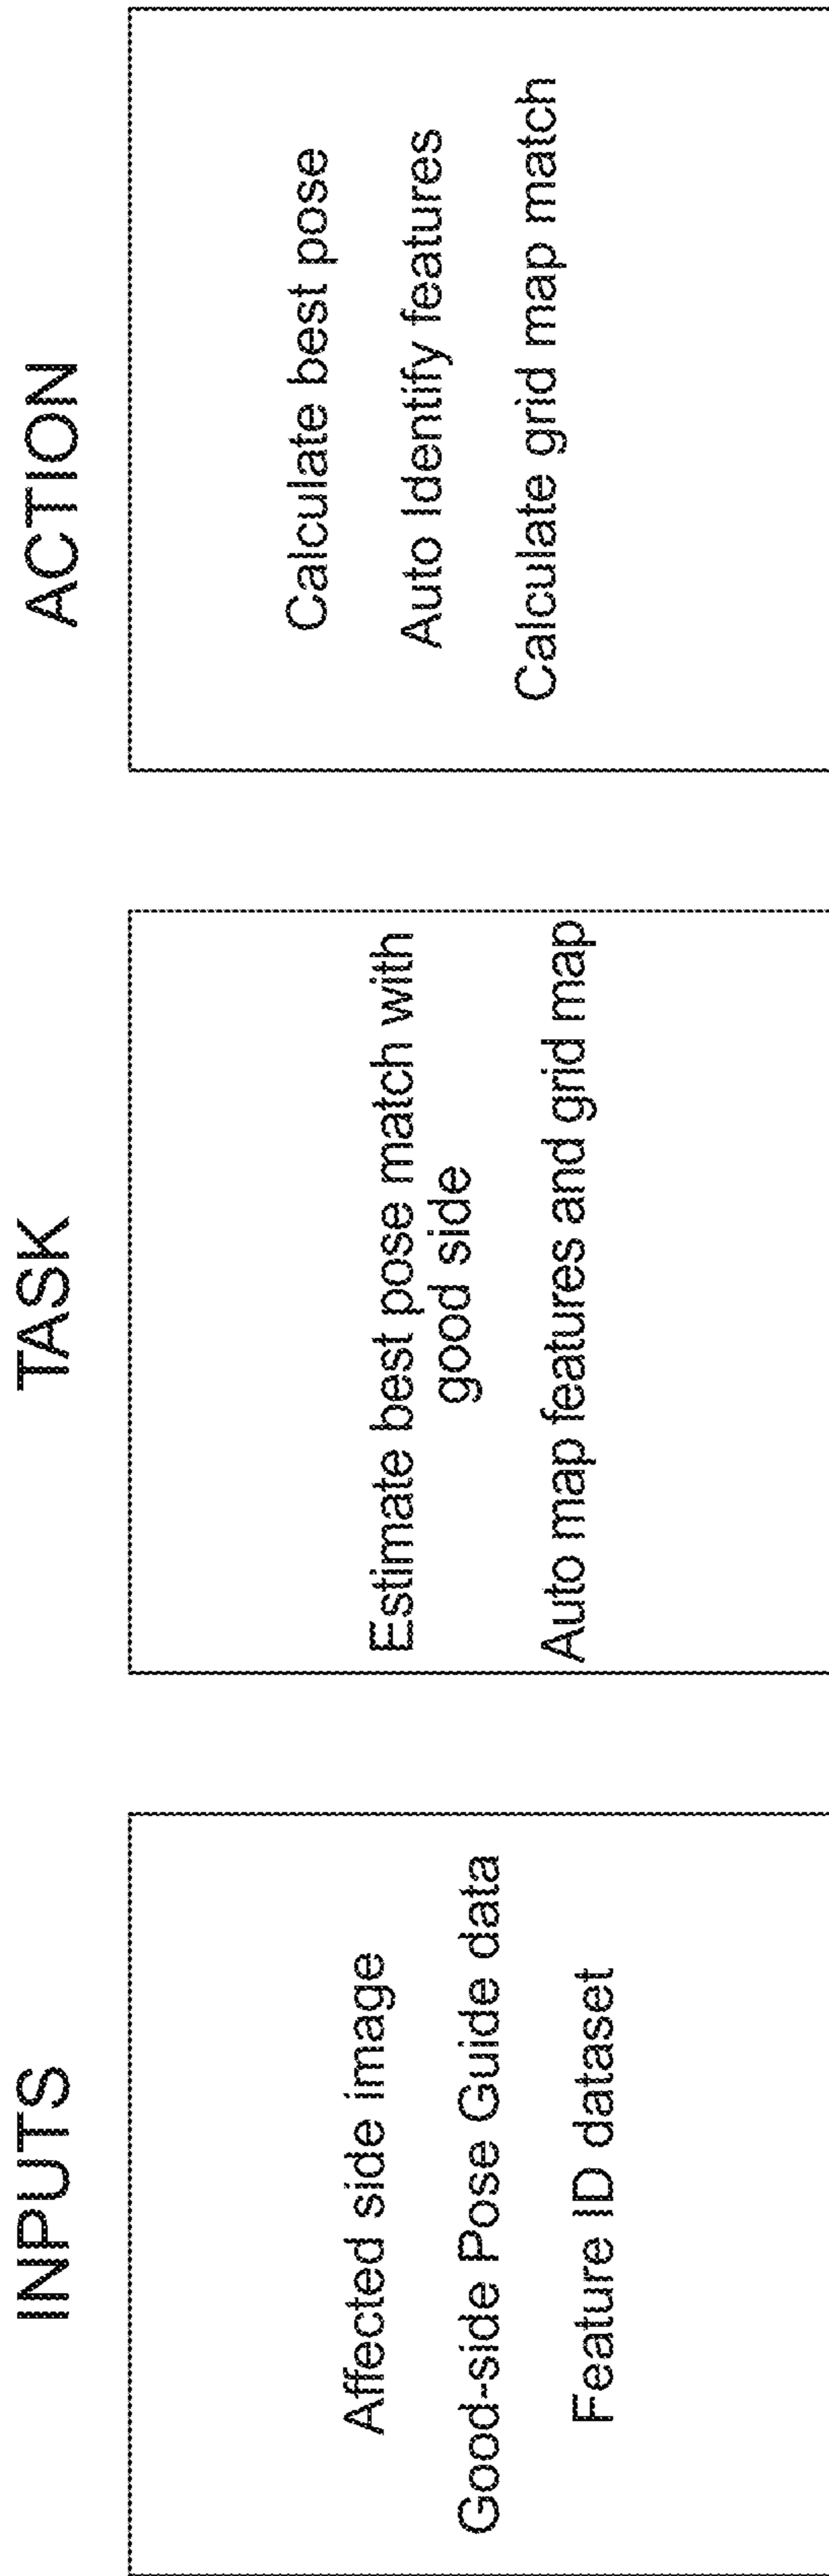 INPUTS
Affected side image
Good-side Pose Guide data
Feature ID dataset
TASK
Estimate best pose match with
good side
Auto map features and grid map
ACTION
Calculate best pose
Auto Identify features
Calculate grid map match